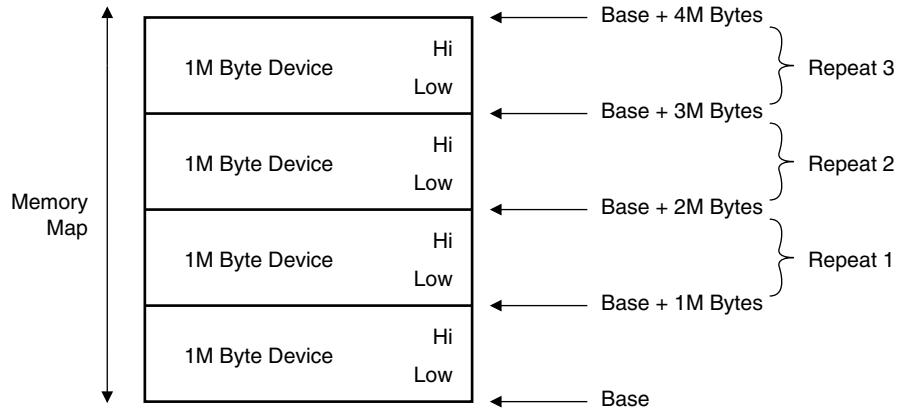 Base + 4M Bytes
Hi
1M Byte Device
Low
Repeat 3
Base + 3M Bytes
Hi
1M Byte Device
Low
Repeat 2
Memory
Map
Base + 2M Bytes
Hi
1M Byte Device
Low
Repeat 1
Base + 1M Bytes
Hi
1M Byte Device
Low
Base